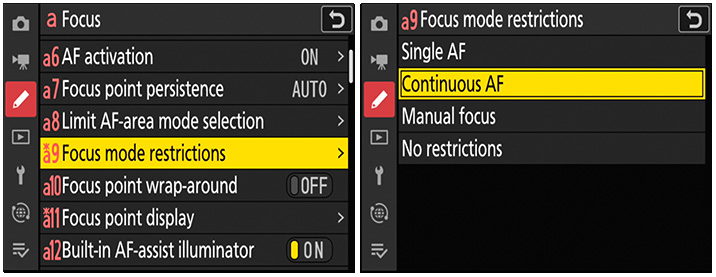 a Focus
a6 AF activation ON >
a7 Focus point persistence AUTO >
a8 Limit AF-area mode selection >
a9 Focus mode restrictions >
a10 Focus point wrap-around OFF
a11 Focus point display >
a12 Built-in AF-assist illuminator ON
a9 Focus mode restrictions
Single AF
Continuous AF
Manual focus
No restrictions